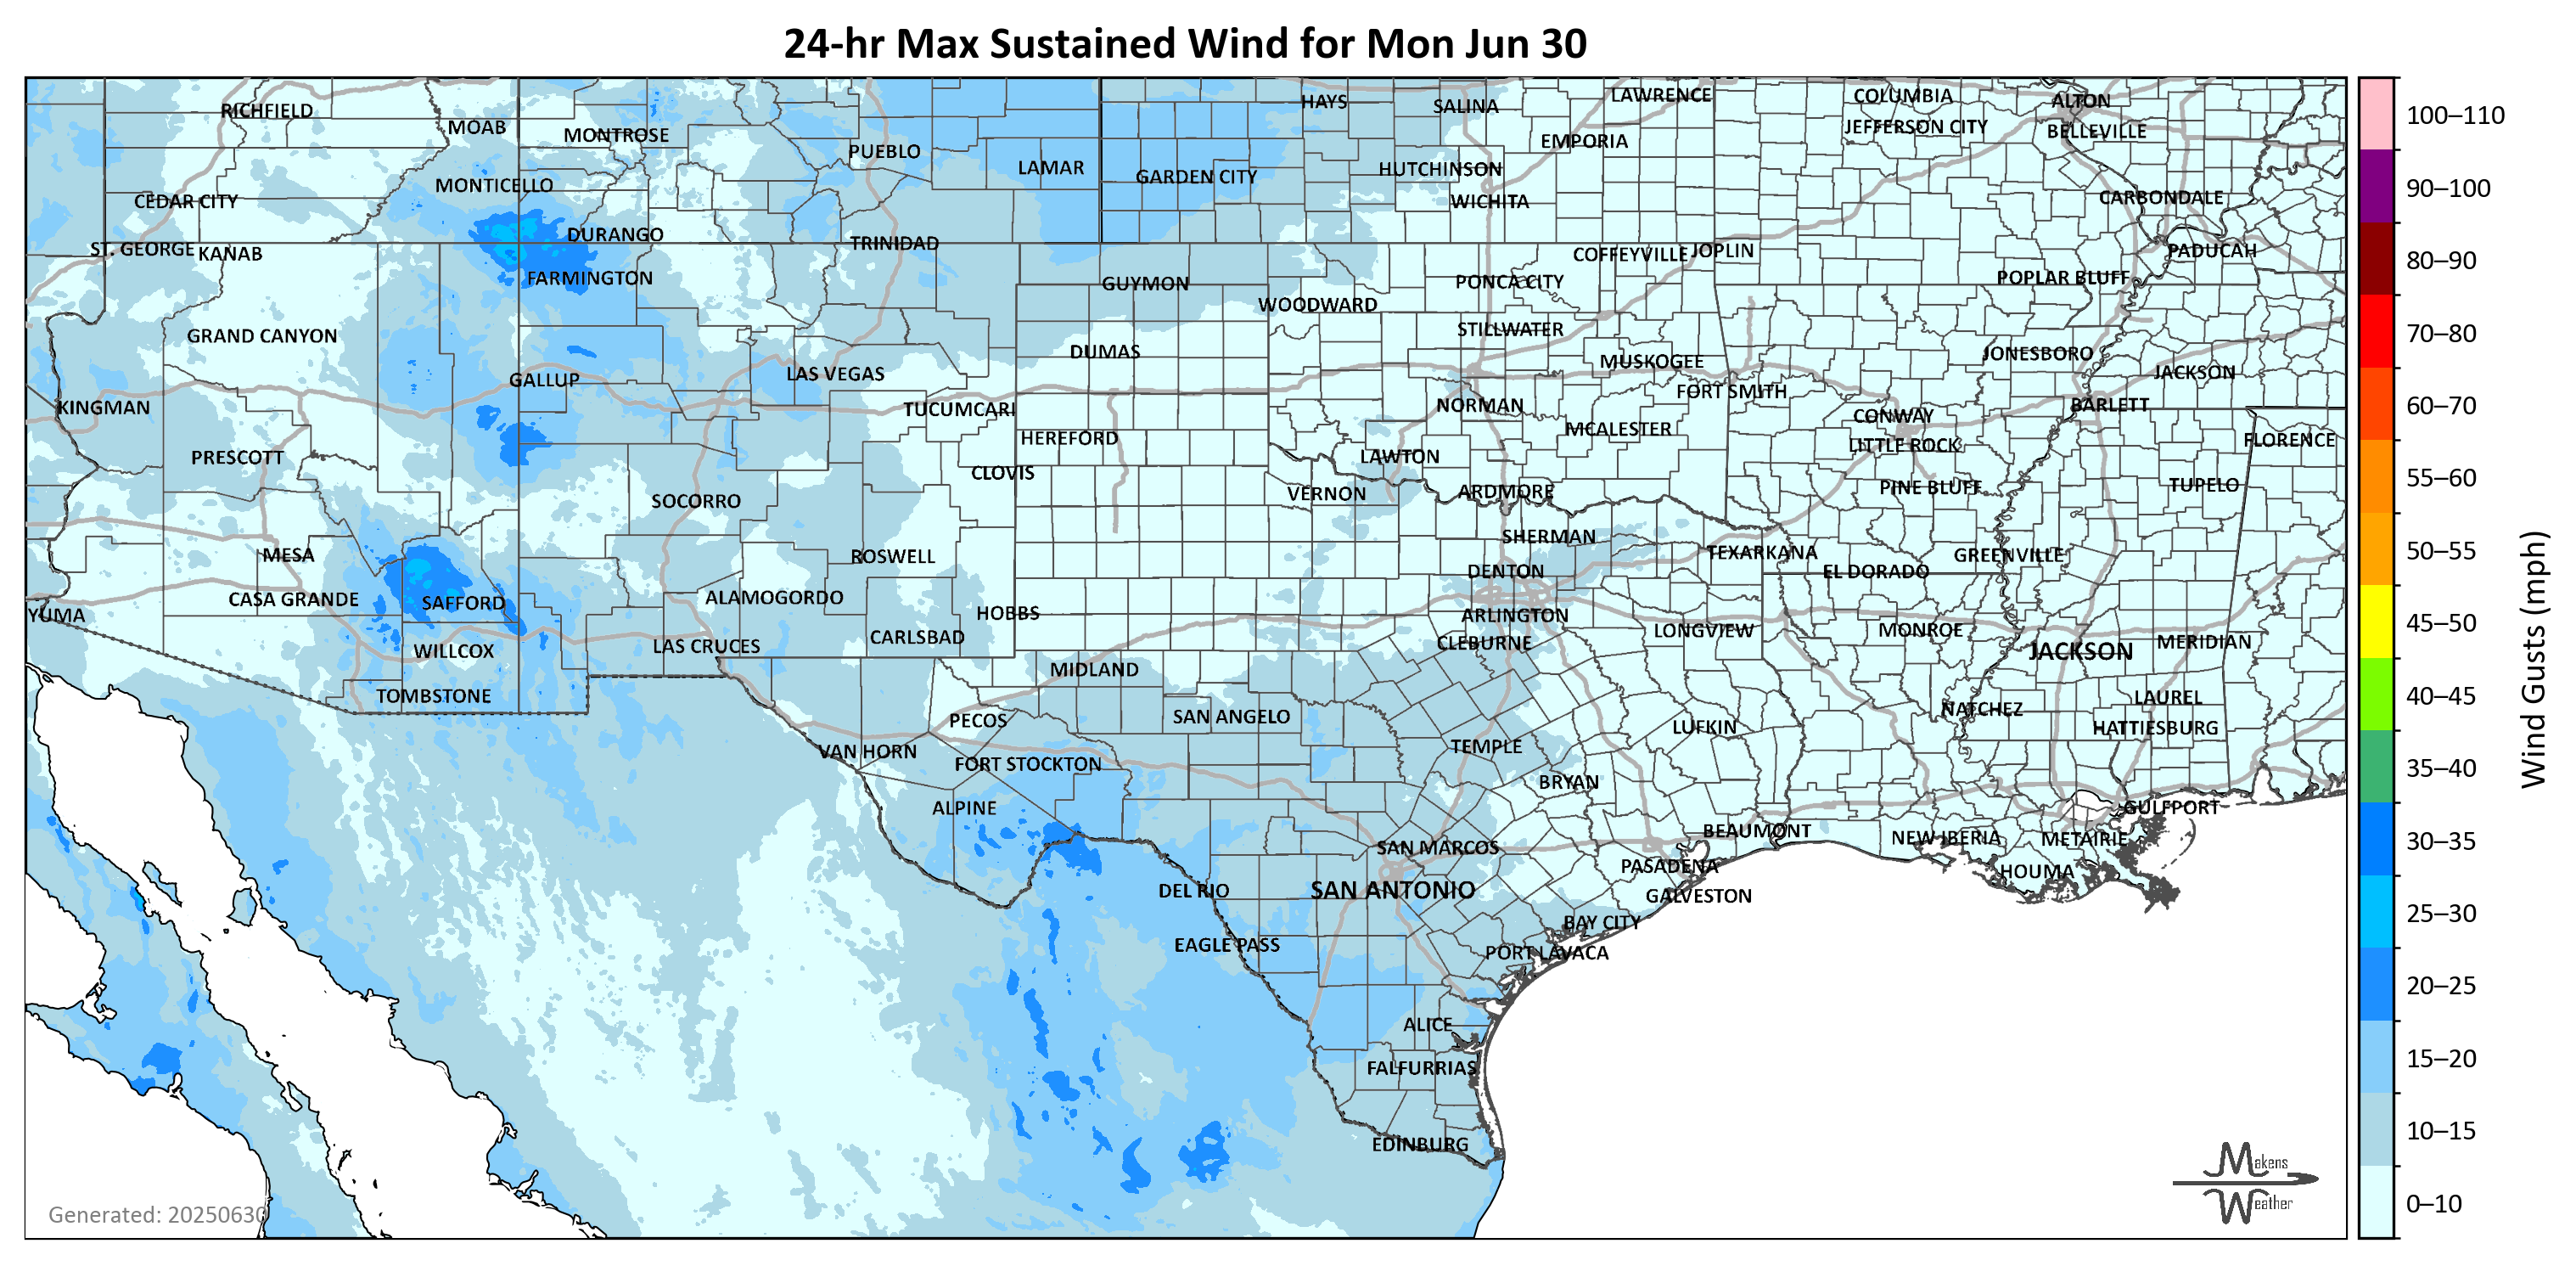 24-hr Max Sustained Wind for Mon Jun 30
RICHFIELD
MOAB
MONTROSE
PUEBLO
LAMAR
HAYS
SALINA
LAWRENCE
COLUMBIA
ALTON
EMPORIA
JEFFERSON CITY
BELLEVILLE
MONTICELLO
GARDEN CITY
HUTCHINSON
CEDAR CITY
WICHITA
CARBONDALE
ST. GEORGE
KANAB
DURANGO
TRINIDAD
COFFEYVILLE
JOPLIN
PADUCAH
FARMINGTON
GUYMON
PONCA CITY
POPLAR BLUFF
WOODWARD
GRAND CANYON
STILLWATER
DUMAS
MUSKOGEE
JONESBORO
GALLUP
LAS VEGAS
FORT SMITH
JACKSON
KINGMAN
TUCUMCARI
NORMAN
CONWAY
BARLETT
HEREFORD
MCALESTER
LITTLE ROCK
FLORENCE
PRESCOTT
CLOVIS
LAWTON
SOCORRO
VERNON
ARDMORE
PINE BLUFF
TUPELO
MESA
ROSWELL
SHERMAN
TEXARKANA
GREENVILLE
DENTON
EL DORADO
YUMA
CASA GRANDE
SAFFORD
ALAMOGORDO
HOBBS
ARLINGTON
WILLCOX
LAS CRUCES
CARLSBAD
CLEBURNE
LONGVIEW
MONROE
JACKSON
MERIDIAN
TOMBSTONE
MIDLAND
LAUREL
PECOS
SAN ANGELO
NATCHEZ
VAN HORN
FORT STOCKTON
TEMPLE
LUFKIN
HATTIESBURG
ALPINE
BRYAN
GULFPORT
SAN MARCOS
BEAUMONT
NEW IBERIA
METAIRIE
DEL RIO
SAN ANTONIO
PASADENA
HOUMA
GALVESTON
EAGLE PASS
BAY CITY
PORT LAVACA
ALICE
FALFURRIAS
EDINBURG
Generated: 20250630
Makens
Weather
100–110
90–100
80–90
70–80
60–70
55–60
50–55
45–50
40–45
35–40
30–35
25–30
20–25
15–20
10–15
0–10
Wind Gusts (mph)